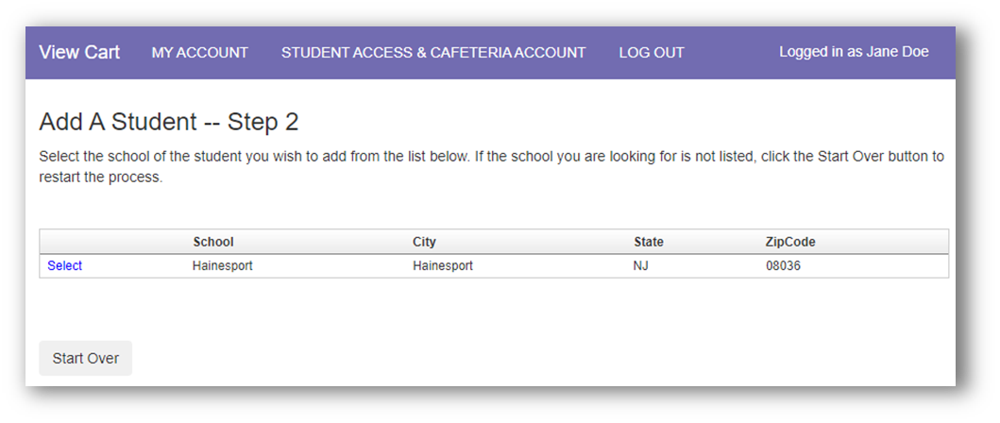 View Cart MY ACCOUNT STUDENT ACCESS & CAFETERIA ACCOUNT LOG OUT Logged in as Jane Doe
Add A Student -- Step 2
Select the school of the student you wish to add from the list below. If the school you are looking for is not listed, click the Start Over button to
restart the process.
School City State ZipCode
Select Hainesport Hainesport NJ 08036
Start Over